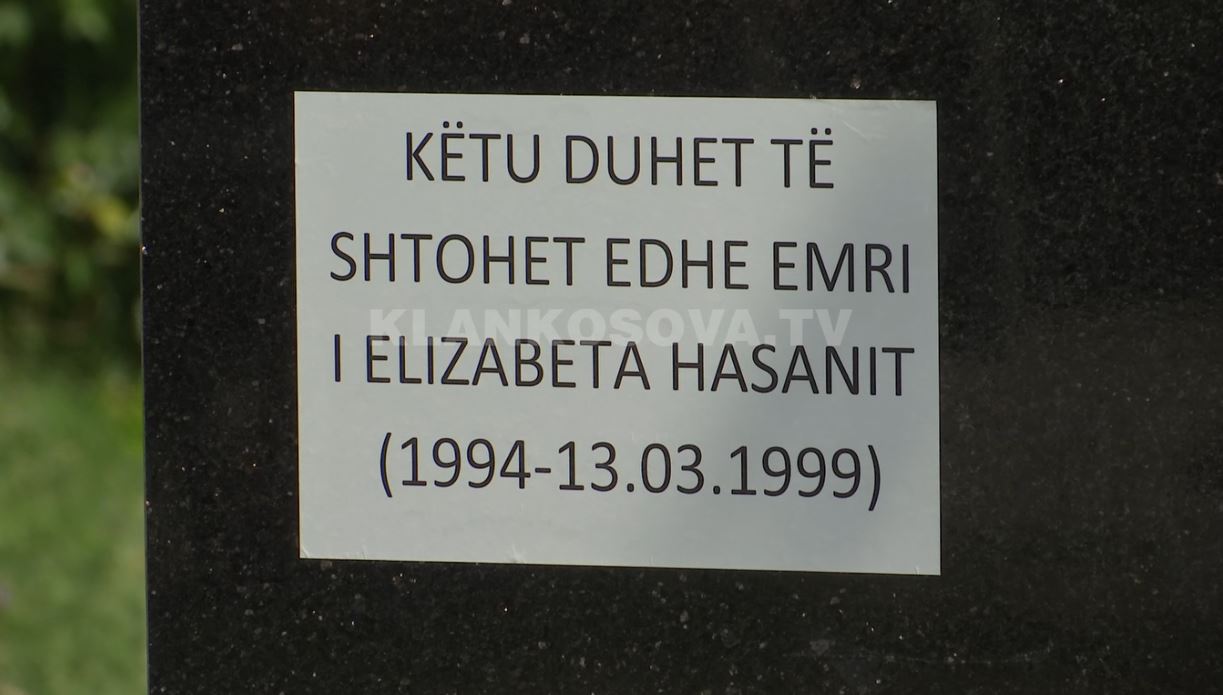 KËTU DUHET TË
SHTOHET EDHE EMRI
KLANKOSOVA.TV
I ELIZABETA HASANIT
(1994-13.03.1999)